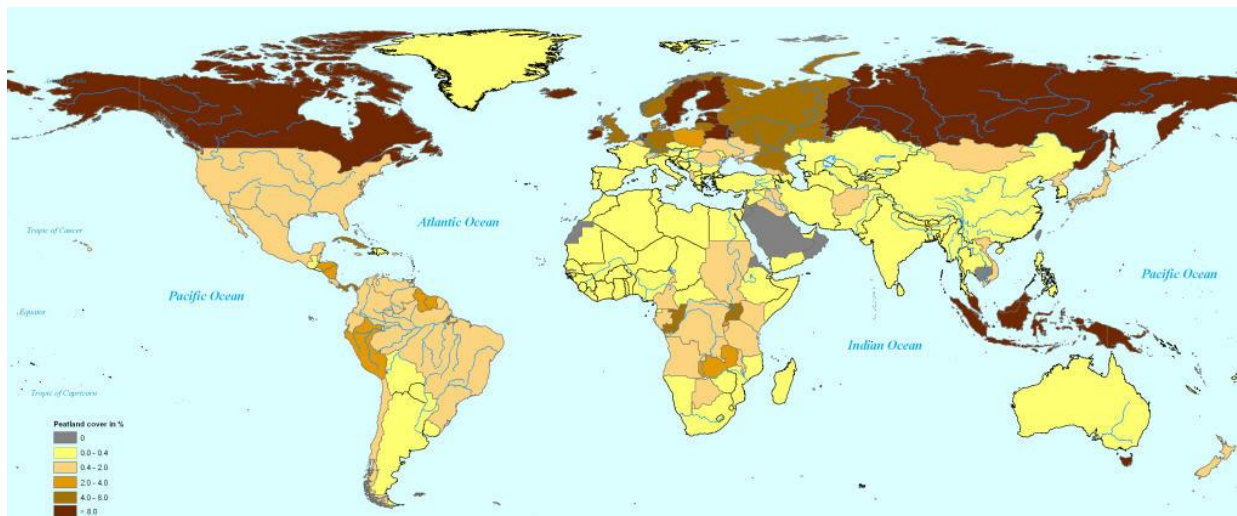 Atlantic Ocean
Tropic of Cancer
Pacific Ocean
Pacific Ocean
Equator
Indian Ocean
Tropic of Capricorn
Peatland cover in %
0
0.0 - 0.4
0.4 - 2.0
2.0 - 4.0
4.0 - 8.0
> 8.0